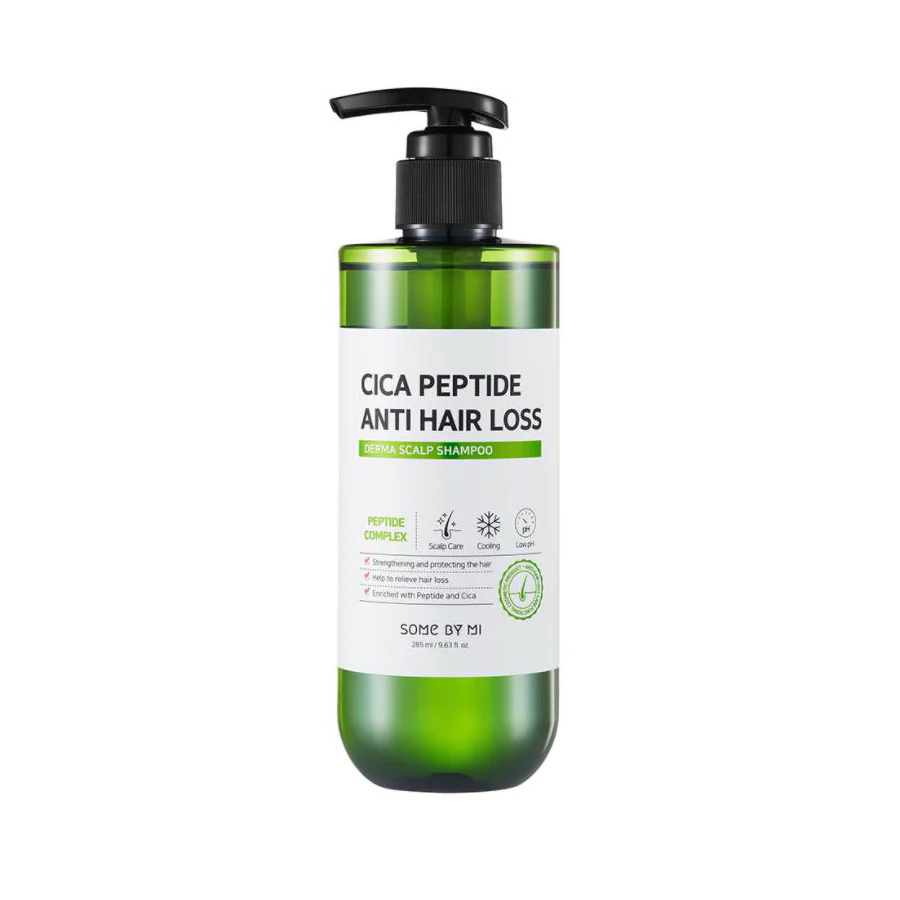 CICA PEPTIDE
ANTI HAIR LOSS
DERMA SCALP SHAMPOO
PEPTIDE
COMPLEX
Scalp Care
Cooling
pH
Low pH
Strengthening and protecting the hair
Help to relieve hair loss
Enriched with Peptide and Cica
SOME BY MI
285 ml / 9.63 fl. oz.